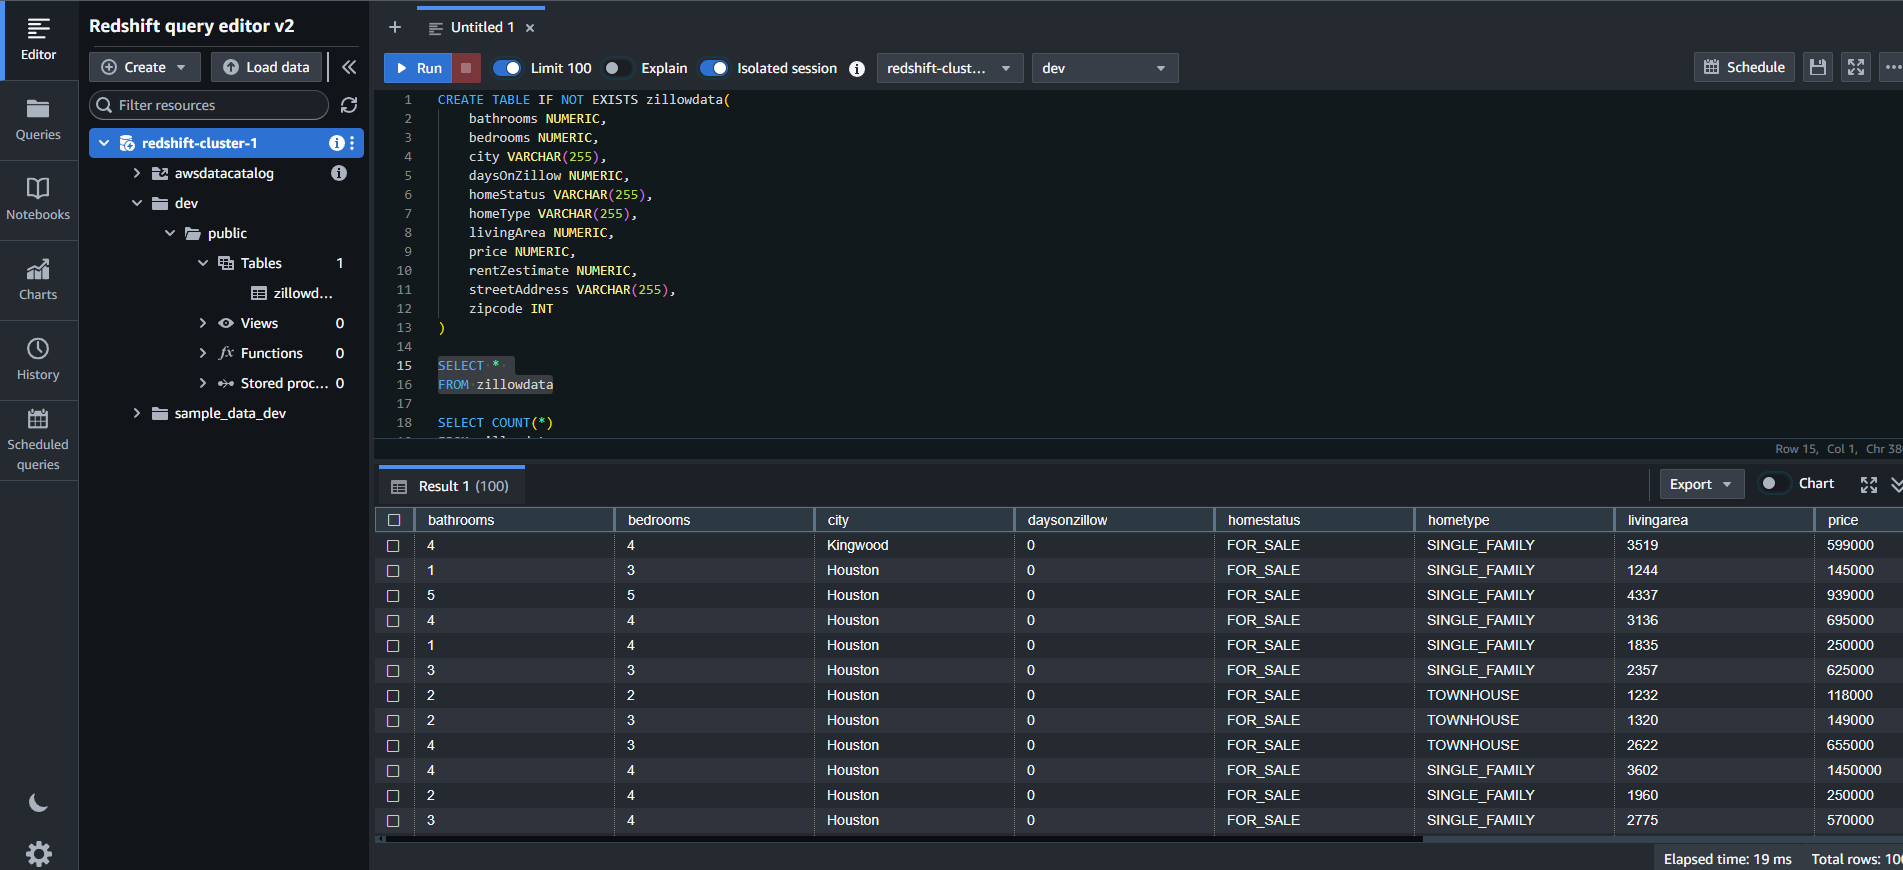 Editor
Queries
Notebooks
Charts
History
Scheduled
queries
Redshift query editor v2
Create
Load data
Filter resources
redshift-cluster-1
awsdatacatalog
dev
public
Tables 1
zillowd...
Views 0
fx Functions 0
Stored proc... 0
sample_data_dev
Untitled 1
Run
Limit 100
Explain
Isolated session
redshift-clust...
dev
Schedule
1 CREATE TABLE IF NOT EXISTS zillowdata(
2 bathrooms NUMERIC,
3 bedrooms NUMERIC,
4 city VARCHAR(255),
5 daysOnZillow NUMERIC,
6 homeStatus VARCHAR(255),
7 homeType VARCHAR(255),
8 livingArea NUMERIC,
9 price NUMERIC,
10 rentZestimate NUMERIC,
11 streetAddress VARCHAR(255),
12 zipcode INT
13 )
14
15 SELECT *
16 FROM zillowdata
17
18 SELECT COUNT(*)
Row 15, Col 1, Chr 38
Result 1 (100)
Export
Chart
bathrooms bedrooms city daysonzillow homestatus hometype livingarea price
4 4 Kingwood 0 FOR_SALE SINGLE_FAMILY 3519 599000
1 3 Houston 0 FOR_SALE SINGLE_FAMILY 1244 145000
5 5 Houston 0 FOR_SALE SINGLE_FAMILY 4337 939000
4 4 Houston 0 FOR_SALE SINGLE_FAMILY 3136 695000
1 4 Houston 0 FOR_SALE SINGLE_FAMILY 1835 250000
3 3 Houston 0 FOR_SALE SINGLE_FAMILY 2357 625000
2 2 Houston 0 FOR_SALE TOWNHOUSE 1232 118000
2 3 Houston 0 FOR_SALE TOWNHOUSE 1320 149000
4 3 Houston 0 FOR_SALE TOWNHOUSE 2622 655000
4 4 Houston 0 FOR_SALE SINGLE_FAMILY 3602 1450000
2 4 Houston 0 FOR_SALE SINGLE_FAMILY 1960 250000
3 4 Houston 0 FOR_SALE SINGLE_FAMILY 2775 570000
Elapsed time: 19 ms Total rows: 10